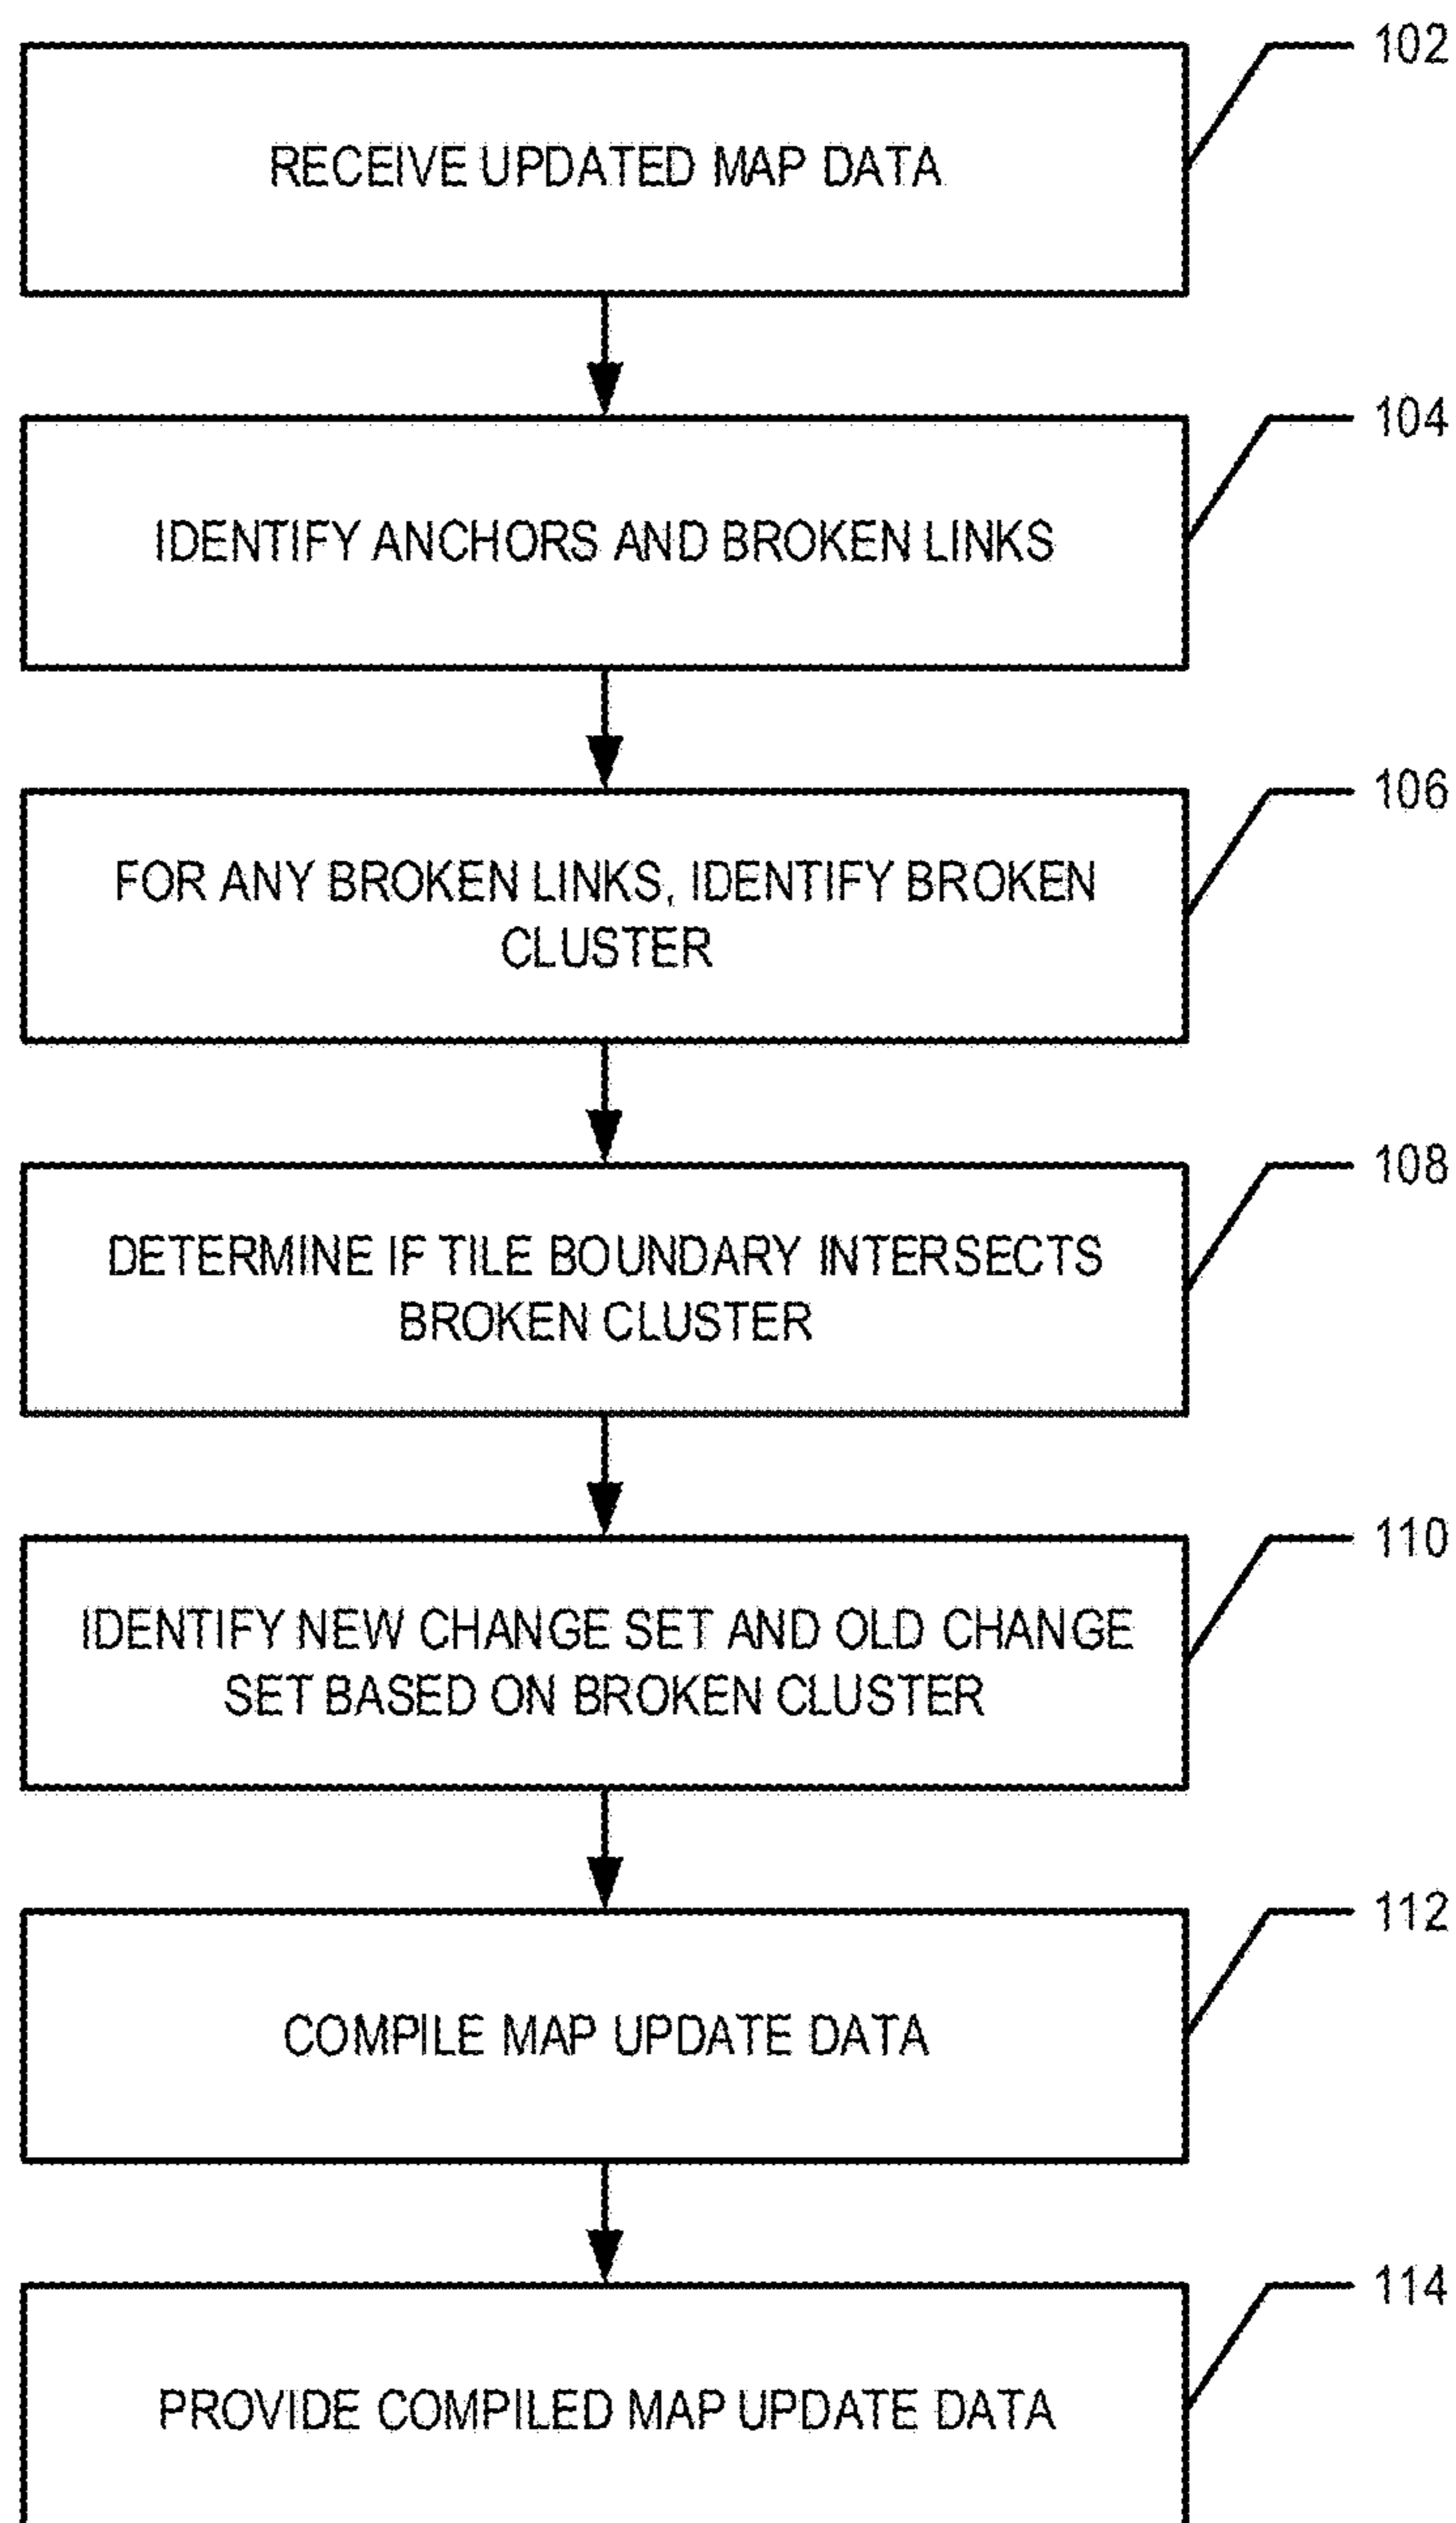 102
RECEIVE UPDATED MAP DATA
104
IDENTIFY ANCHORS AND BROKEN LINKS
106
FOR ANY BROKEN LINKS, IDENTIFY BROKEN
CLUSTER
108
DETERMINE IF TILE BOUNDARY INTERSECTS
BROKEN CLUSTER
110
IDENTIFY NEW CHANGE SET AND OLD CHANGE
SET BASED ON BROKEN CLUSTER
112
COMPILE MAP UPDATE DATA
114
PROVIDE COMPILED MAP UPDATE DATA